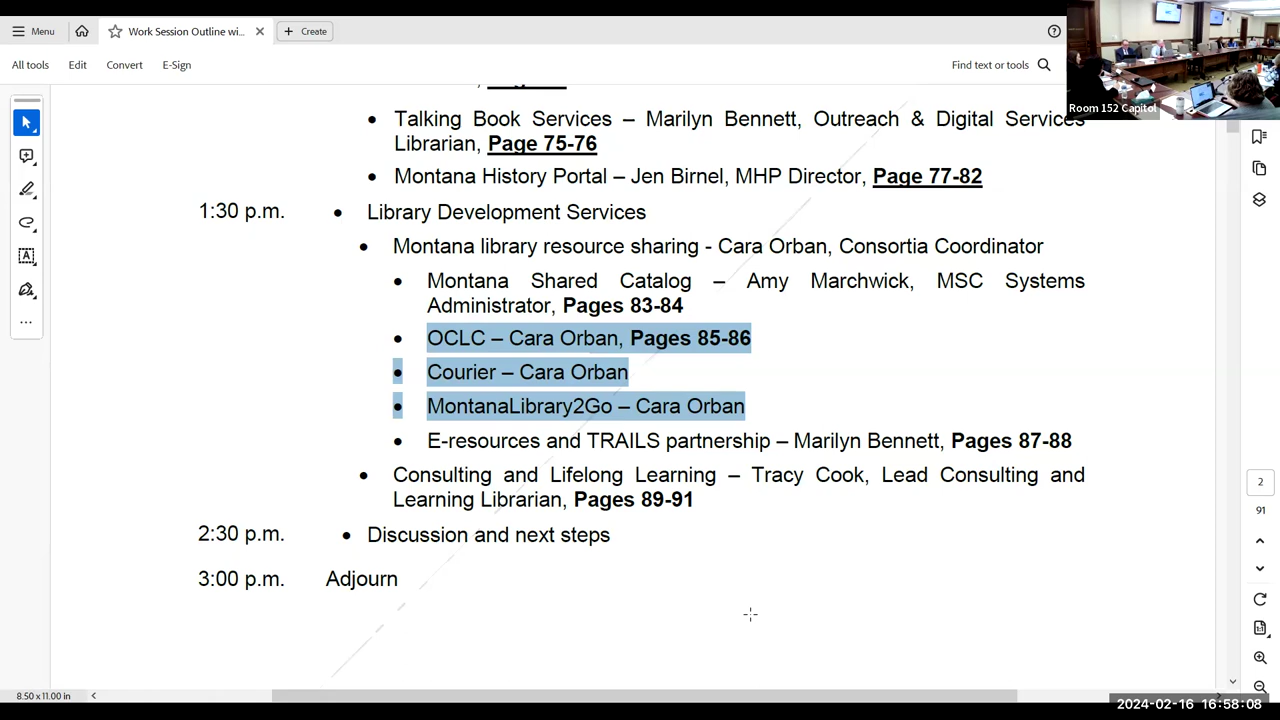 Menu
Work Session Outline wi...
Create
All tools
Edit
Convert
E-Sign
Find text or tools
Room 152 Capitol
• Talking Book Services – Marilyn Bennett, Outreach & Digital Services
Librarian, Page 75-76
• Montana History Portal – Jen Birnel, MHP Director, Page 77-82
1:30 p.m. • Library Development Services
• Montana library resource sharing - Cara Orban, Consortia Coordinator
• Montana Shared Catalog – Amy Marchwick, MSC Systems
Administrator, Pages 83-84
• OCLC – Cara Orban, Pages 85-86
• Courier – Cara Orban
• MontanaLibrary2Go – Cara Orban
• E-resources and TRAILS partnership – Marilyn Bennett, Pages 87-88
• Consulting and Lifelong Learning – Tracy Cook, Lead Consulting and
Learning Librarian, Pages 89-91
2:30 p.m. • Discussion and next steps
3:00 p.m. Adjourn
2
91
8.50 x 11.00 in
2024-02-16 16:58:08